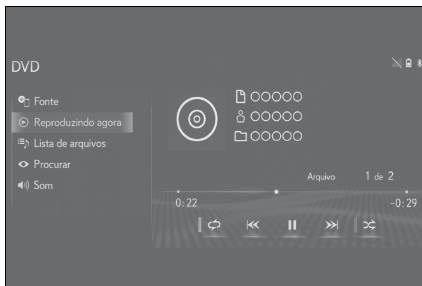 DVD
Fonte
Reproduzindo agora
Lista de arquivos
Procurar
Som
OOOOO
OOOOO
OOOOO
Arquivo 1 de 2
0:22 -0:29